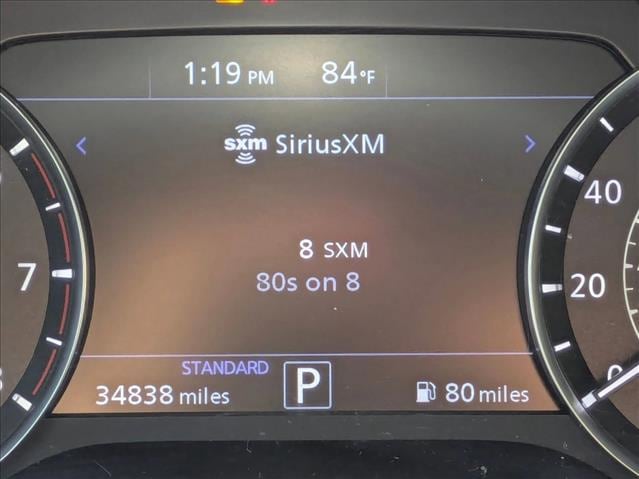 1:19 PM 84°F
sxm SiriusXM
8 SXM
80s on 8
7
40
20
0
STANDARD
34838 miles P 80 miles